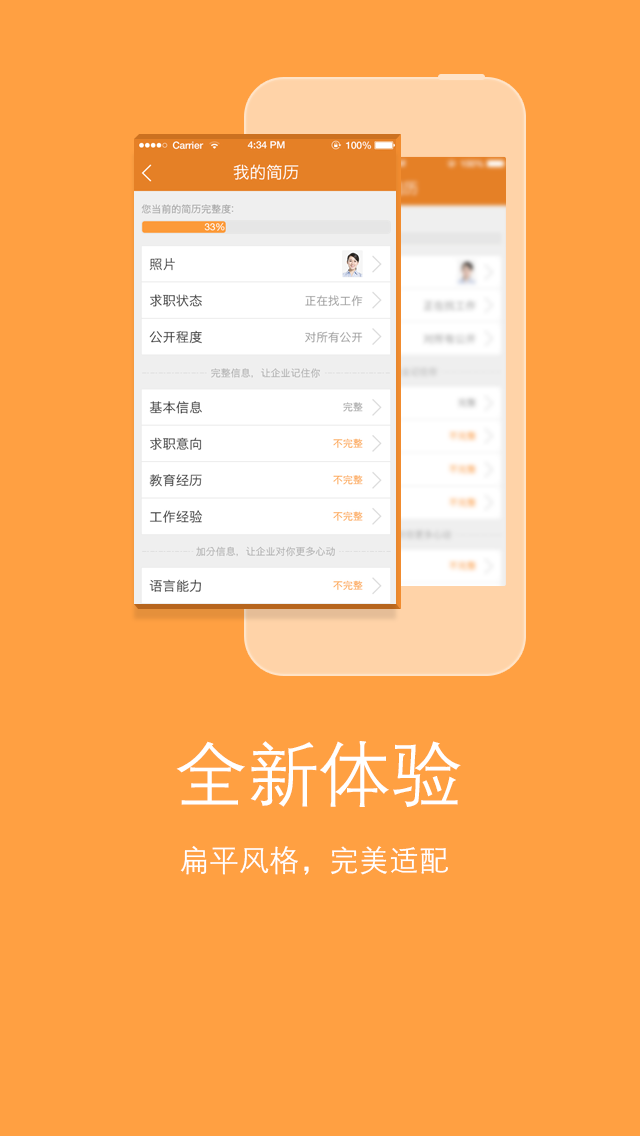 Carrier 4:34 PM 100%
我的简历
您当前的简历完整度:
33%
照片
求职状态 正在找工作
公开程度 对所有公开
完整信息, 让企业记住你
基本信息 完整
求职意向 不完整
教育经历 不完整
工作经验 不完整
加分信息, 让企业对你更多心动
语言能力 不完整
全新体验
扁平风格，完美适配